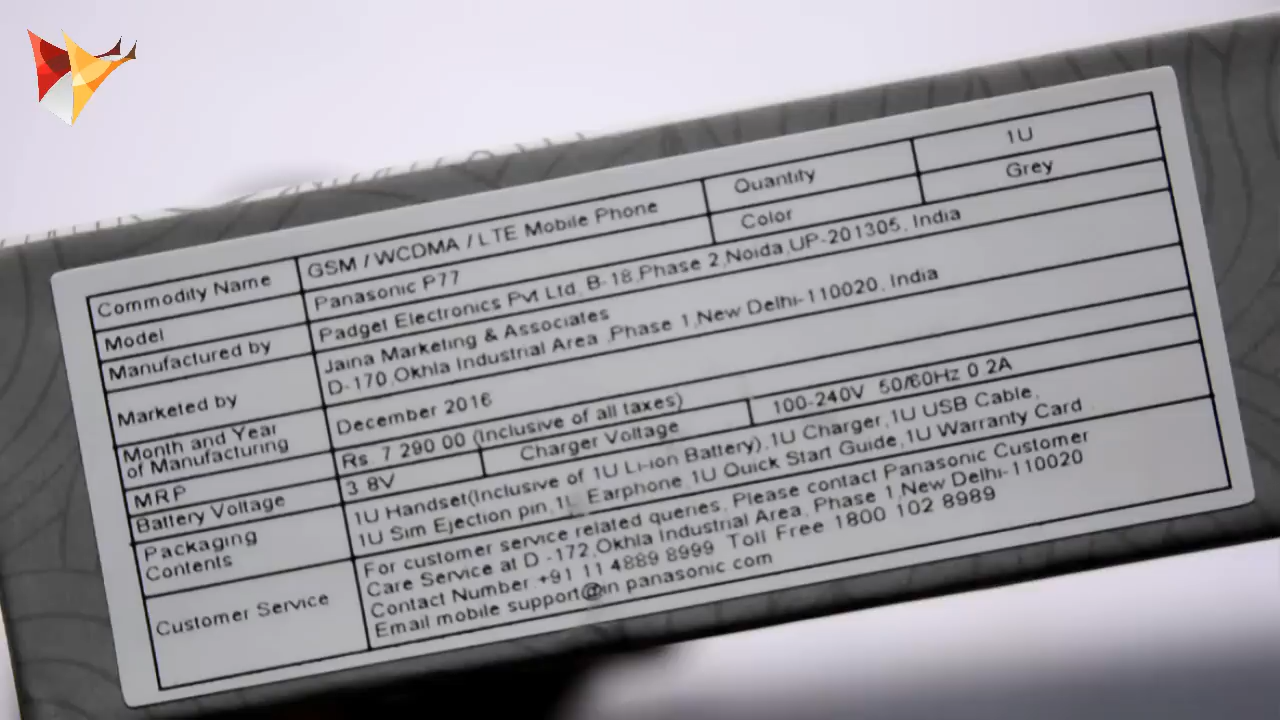 Commodity Name GSM / WCDMA / LTE Mobile Phone Quantity 1U
Model Panasonic P77 Color Grey
Manufactured by Padget Electronics Pvt Ltd, B-18,Phase 2,Noida,UP-201305, India
Marketed by Jaina Marketing & Associates
D-170,Okhla Industrial Area ,Phase 1,New Delhi-110020, India
Month and Year
of Manufacturing December 2016
MRP Rs. 7 290 00 (Inclusive of all taxes)
Battery Voltage 3 8V Charger Voltage 100-240V 50/60Hz 0 2A
Packaging
Contents
1U Handset(Inclusive of 1U Li-ion Battery),1U Charger,1U USB Cable,
1U Sim Ejection pin,1U Earphone,1U Quick Start Guide,1U Warranty Card
Customer Service
For customer service related queries, Please contact Panasonic Customer
Care Service at D -172,Okhla Industrial Area, Phase 1,New Delhi-110020
Contact Number +91 11 4889 8999 Toll Free 1800 102 8989
Email mobile support@in panasonic com